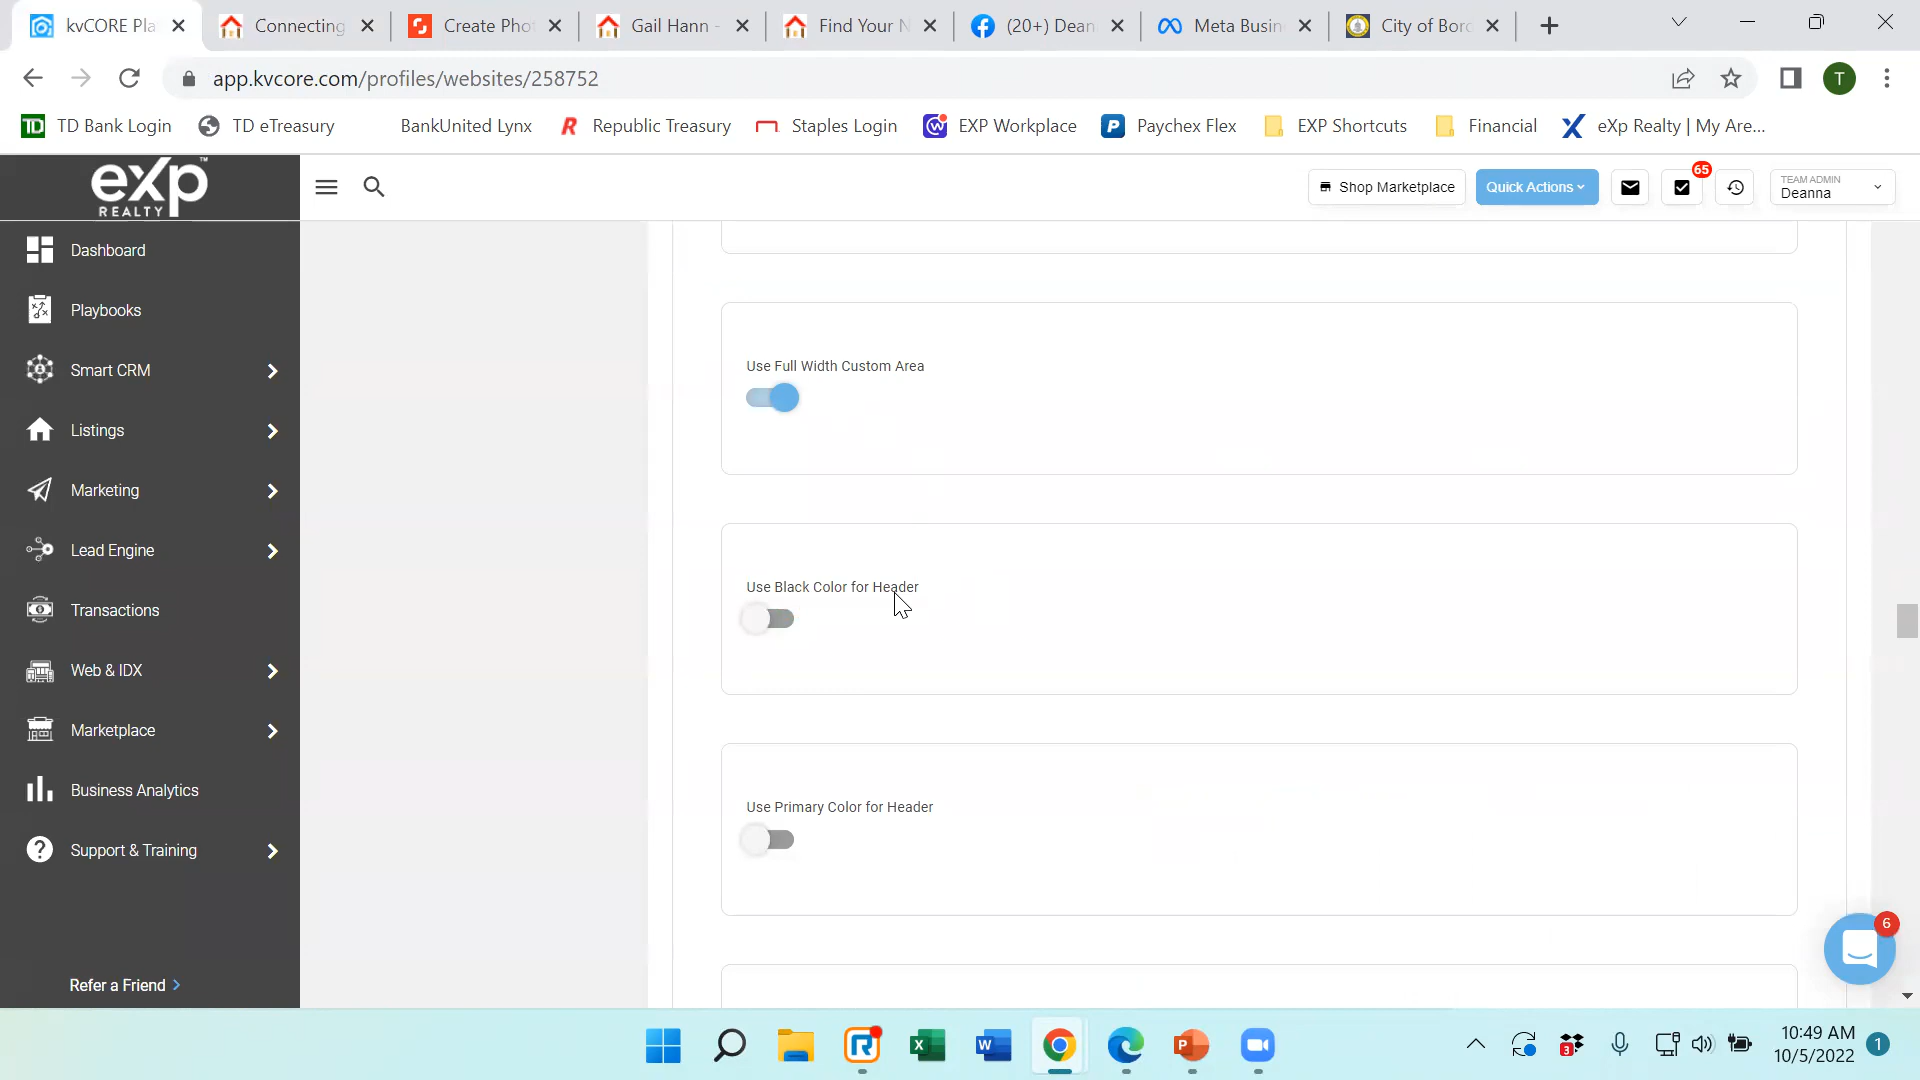 kvCORE Pla
Connecting
Create Phot
Gail Hann -
Find Your N
(20+) Dean
Meta Busin
City of Boro
app.kvcore.com/profiles/websites/258752
T
TD Bank Login
TD eTreasury
BankUnited Lynx
Republic Treasury
Staples Login
EXP Workplace
Paychex Flex
EXP Shortcuts
Financial
eXp Realty | My Are...
eXp™
REALTY
Shop Marketplace
Quick Actions
65
TEAM ADMIN
Deanna
Dashboard
Playbooks
Smart CRM
Listings
Marketing
Lead Engine
Transactions
Web & IDX
Marketplace
Business Analytics
Support & Training
Refer a Friend
Use Full Width Custom Area
Use Black Color for Header
Use Primary Color for Header
6
3
10:49 AM
10/5/2022
1